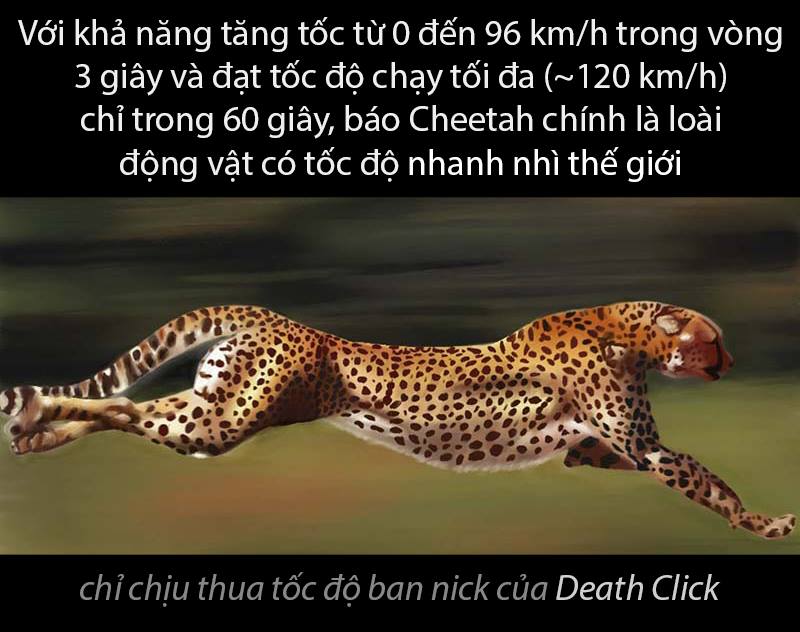 Với khả năng tăng tốc từ 0 đến 96 km/h trong vòng
3 giây và đạt tốc độ chạy tối đa (~120 km/h)
chỉ trong 60 giây, báo Cheetah chính là loài
động vật có tốc độ nhanh nhì thế giới
chỉ chịu thua tốc độ ban nick của Death Click